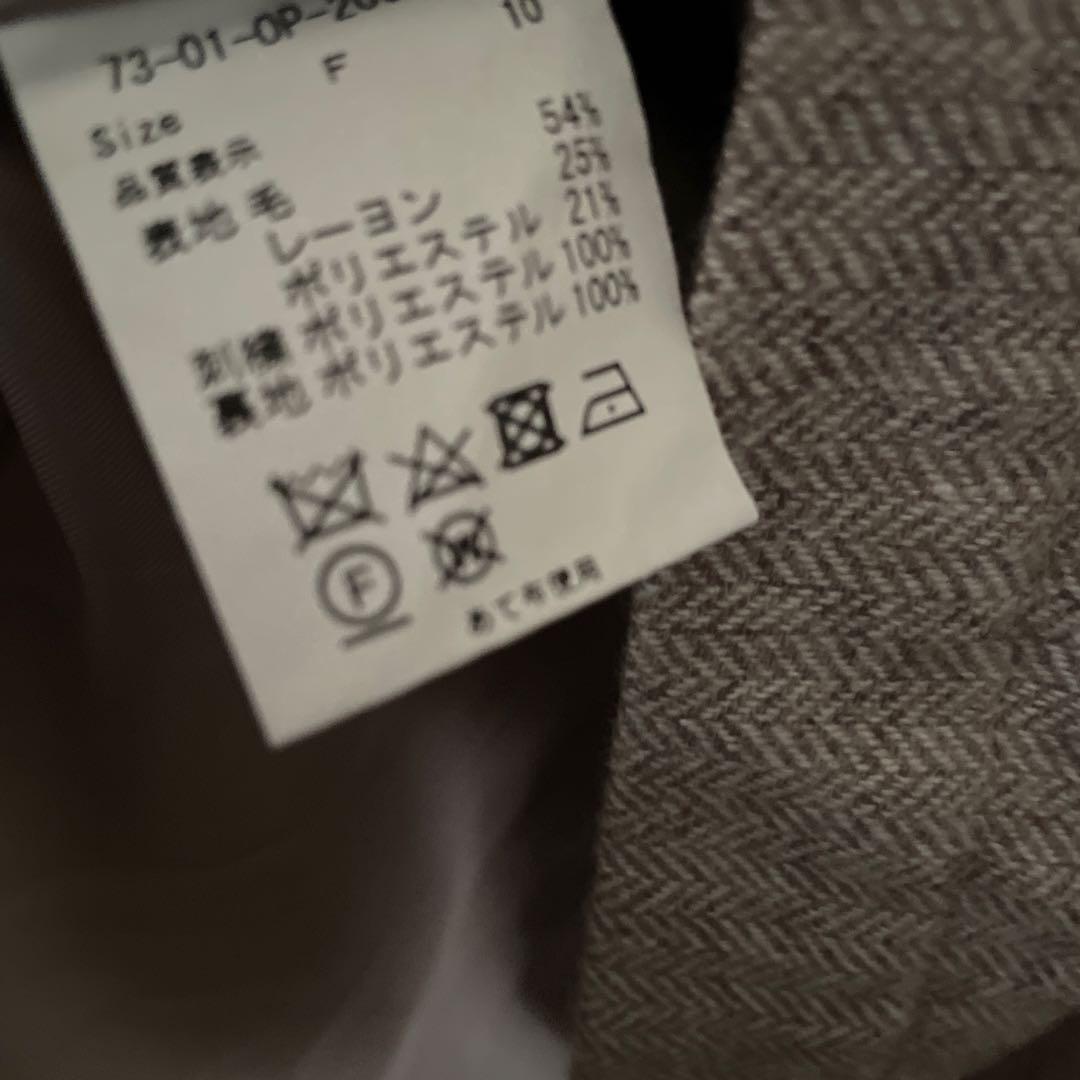 73-01-OP-20
10
Size F
品質表示
表地 毛 54%
レーヨン 25%
ポリエステル 21%
刺繍 ポリエステル 100%
裏地 ポリエステル 100%
F
W
あて布使用